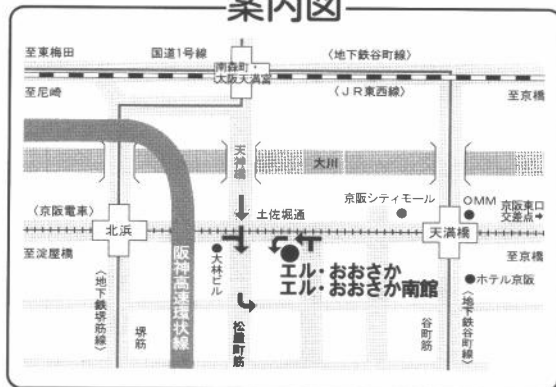 案内図
至東梅田
国道1号線
〈地下鉄谷町線〉
南森町・
大阪天満宮
至尼崎
〈JR東西線〉
至京橋
天神橋
大川
京阪シティモール
OMM
京阪東口
交差点→
土佐堀通
〈京阪電車〉
北浜
天満橋
至淀屋橋
至京橋
阪神高速環状線
大林ビル
エル・おおさか
エル・おおさか南館
ホテル京阪
〈地下鉄堺筋線〉
堺筋
松屋町筋
谷町筋
〈地下鉄谷町線〉